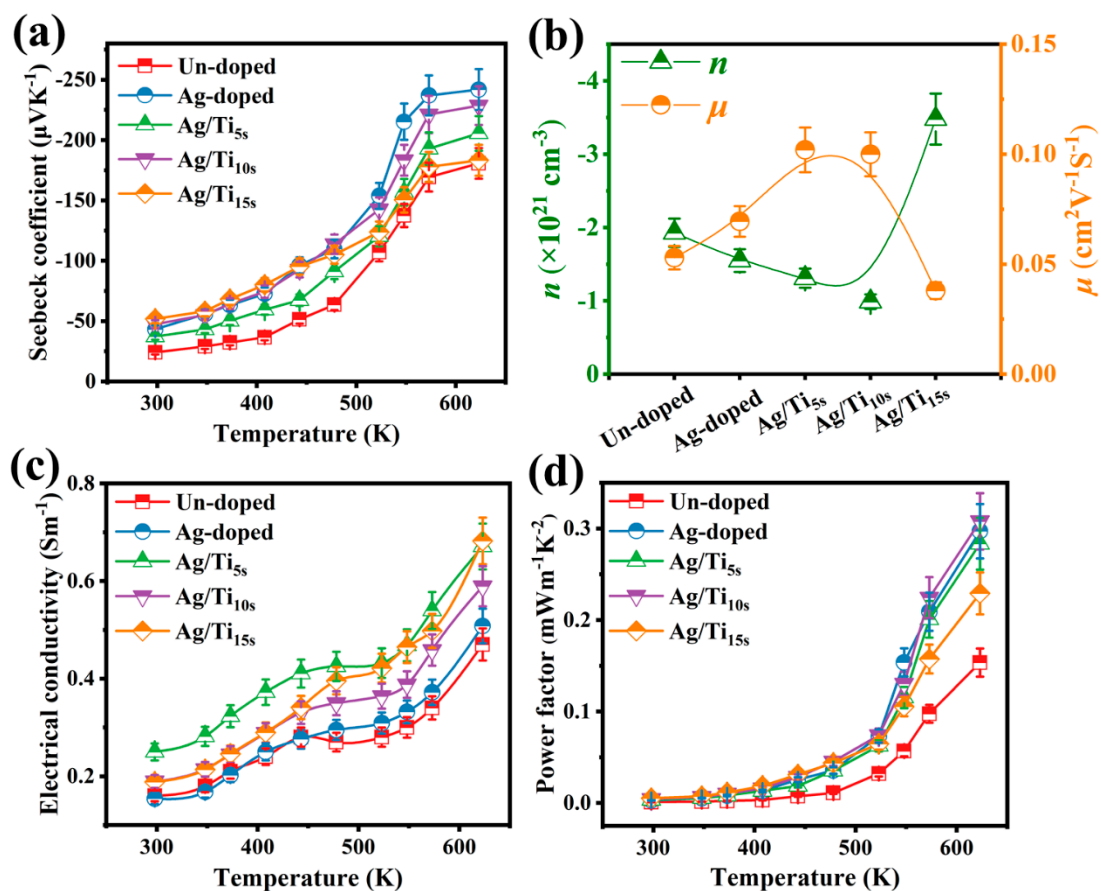 (a)
Seebeck coefficient (μVK⁻¹)
-250
-200
-150
-100
-50
0
Un-doped
Ag-doped
Ag/Ti5s
Ag/Ti10s
Ag/Ti15s
300 400 500 600
Temperature (K)
(b)
n (×10²¹ cm⁻³)
-4
-3
-2
-1
0
n
μ
0.15
0.10
0.05
0.00
μ (cm²V⁻¹S⁻¹)
Un-doped
Ag-doped
Ag/Ti5s
Ag/Ti10s
Ag/Ti15s
(c)
Electrical conductivity (Sm⁻¹)
0.8
0.6
0.4
0.2
Un-doped
Ag-doped
Ag/Ti5s
Ag/Ti10s
Ag/Ti15s
300 400 500 600
Temperature (K)
(d)
Power factor (mWm⁻¹K⁻²)
0.3
0.2
0.1
0.0
Un-doped
Ag-doped
Ag/Ti5s
Ag/Ti10s
Ag/Ti15s
300 400 500 600
Temperature (K)